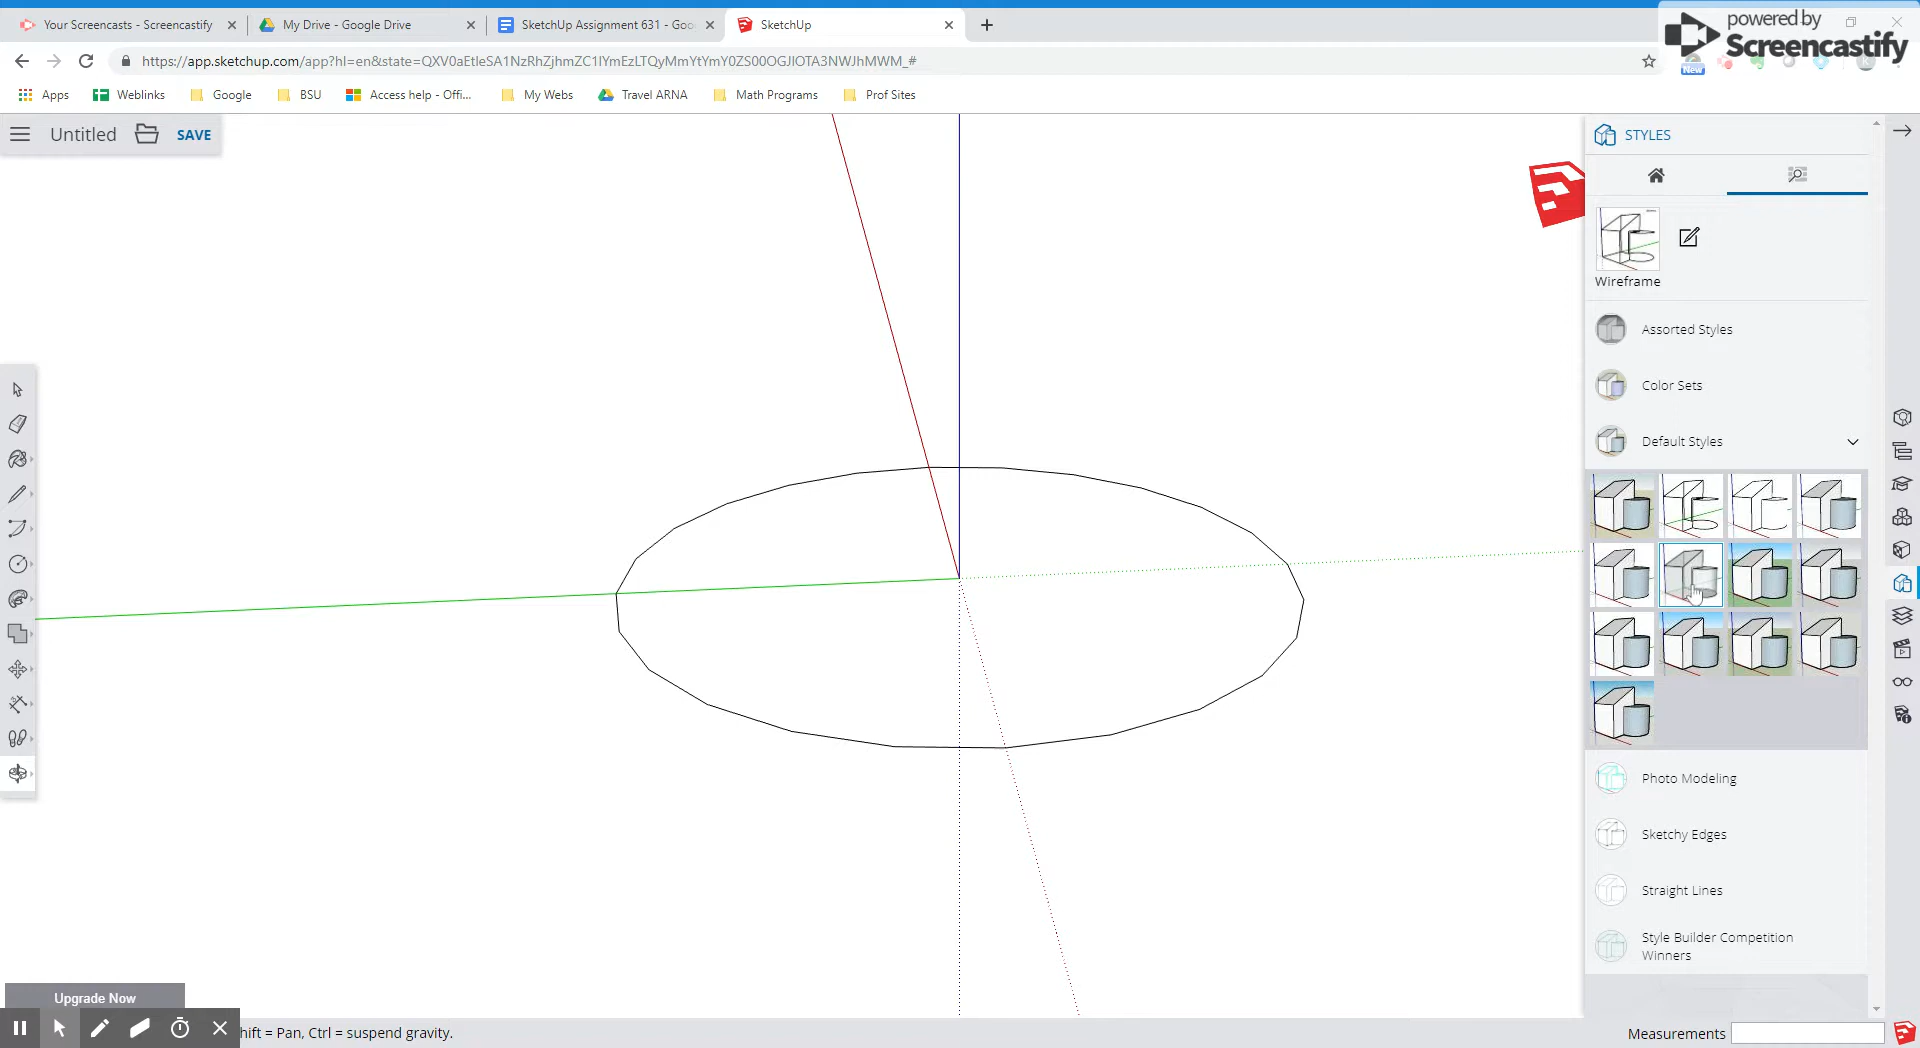 Your Screencasts - Screencastify
My Drive - Google Drive
SketchUp Assignment 631 - Goo
SketchUp
powered by
Screencastify
https://app.sketchup.com/app?hl=en&state=QXV0aEtleSA1NzRhZjhmZC1lYmEzLTQyMmYtYmY0ZS00OGJlOTA3NWJhMWM_#
New
Apps
Weblinks
Google
BSU
Access help - Offi...
My Webs
Travel ARNA
Math Programs
Prof Sites
Untitled
SAVE
STYLES
Wireframe
Assorted Styles
Color Sets
Default Styles
Photo Modeling
Sketchy Edges
Straight Lines
Style Builder Competition
Winners
Upgrade Now
hift = Pan, Ctrl = suspend gravity.
Measurements